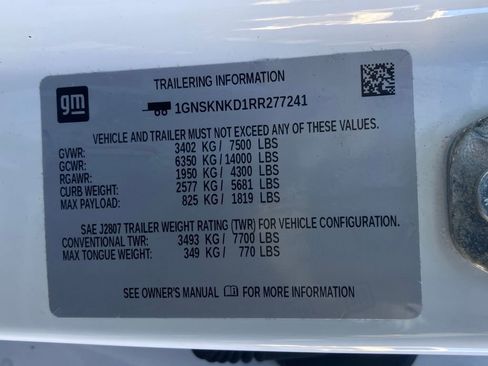 TRAILERING INFORMATION
gm
1GNSKNKD1RR277241
VEHICLE AND TRAILER MUST NOT EXCEED ANY OF THESE VALUES.
GVWR: 3402 KG / 7500 LBS
GCWR: 6350 KG / 14000 LBS
RGAWR: 1950 KG / 4300 LBS
CURB WEIGHT: 2577 KG / 5681 LBS
MAX PAYLOAD: 825 KG / 1819 LBS
SAE J2807 TRAILER WEIGHT RATING (TWR) FOR VEHICLE CONFIGURATION.
CONVENTIONAL TWR: 3493 KG / 7700 LBS
MAX TONGUE WEIGHT: 349 KG / 770 LBS
SEE OWNER'S MANUAL FOR MORE INFORMATION